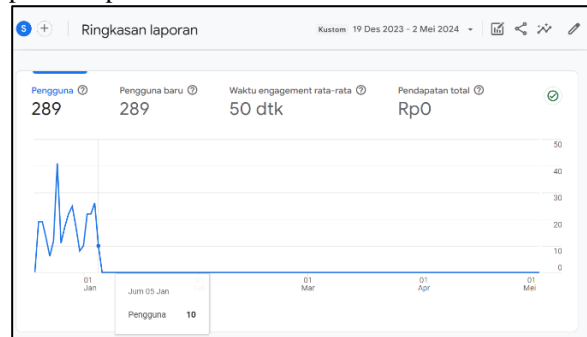 S + Ringkasan laporan Kustom 19 Des 2023 - 2 Mei 2024
Pengguna Pengguna baru Waktu engagement rata-rata Pendapatan total
289 289 50 dtk Rp0
50
40
30
20
10
0
01 01 01 01
Jan Mar Apr Mei
Jum 05 Jan
Pengguna 10